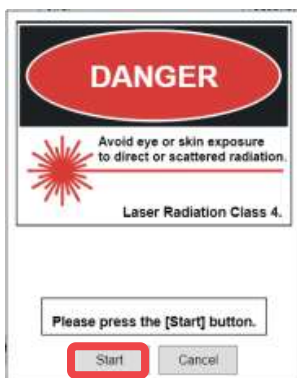 DANGER
Avoid eye or skin exposure
to direct or scattered radiation.
Laser Radiation Class 4.
Please press the [Start] button.
Start Cancel